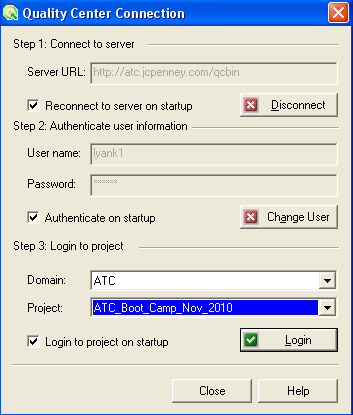 Quality Center Connection
Step 1: Connect to server
Server URL: http://atc.jcpenney.com/qcbin
Reconnect to server on startup Disconnect
Step 2: Authenticate user information
User name: lyank1
Password: ******
Authenticate on startup Change User
Step 3: Login to project
Domain: ATC
Project: ATC_Boot_Camp_Nov_2010
Login to project on startup Login
Close Help